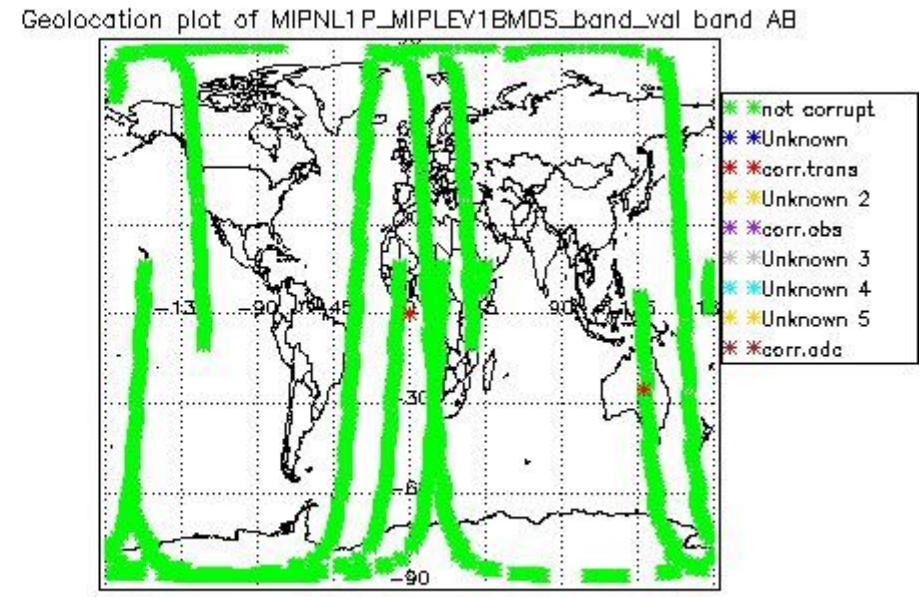 Geolocation plot of MIPNL1P_MIPLEV1BMDS_band_val band AB
not corrupt
Unknown
corr.trans
Unknown 2
corr.obs
Unknown 3
Unknown 4
Unknown 5
corr.adc
-90
45
90
-30
-90